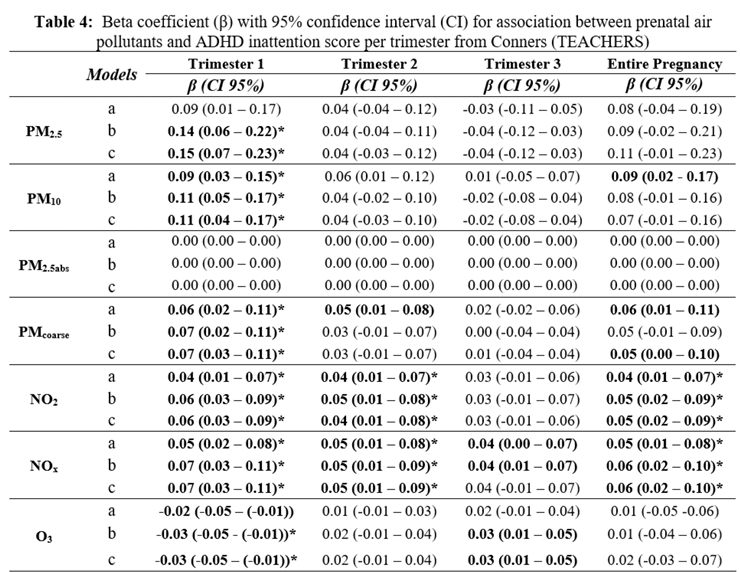 Table 4: Beta coefficient (β) with 95% confidence interval (CI) for association between prenatal air
pollutants and ADHD inattention score per trimester from Conners (TEACHERS)
Models Trimester 1 Trimester 2 Trimester 3 Entire Pregnancy
β (CI 95%) β (CI 95%) β (CI 95%) β (CI 95%)
PM2.5 a 0.09 (0.01 – 0.17) 0.04 (-0.04 – 0.12) -0.03 (-0.11 – 0.05) 0.08 (-0.04 – 0.19)
b 0.14 (0.06 – 0.22)* 0.04 (-0.04 – 0.11) -0.04 (-0.12 – 0.03) 0.09 (-0.02 – 0.21)
c 0.15 (0.07 – 0.23)* 0.04 (-0.03 – 0.12) -0.04 (-0.12 – 0.03) 0.11 (-0.01 – 0.23)
PM10 a 0.09 (0.03 – 0.15)* 0.06 (0.01 – 0.12) 0.01 (-0.05 – 0.07) 0.09 (0.02 - 0.17)
b 0.11 (0.05 – 0.17)* 0.04 (-0.02 – 0.10) -0.02 (-0.08 – 0.04) 0.08 (-0.01 – 0.16)
c 0.11 (0.04 – 0.17)* 0.04 (-0.03 – 0.10) -0.02 (-0.08 – 0.04) 0.07 (-0.01 – 0.16)
PM2.5abs a 0.00 (0.00 – 0.00) 0.00 (0.00 – 0.00) 0.00 (0.00 – 0.00) 0.00 (0.00 – 0.00)
b 0.00 (0.00 – 0.00) 0.00 (0.00 – 0.00) 0.00 (0.00 – 0.00) 0.00 (0.00 – 0.00)
c 0.00 (0.00 – 0.00) 0.00 (0.00 – 0.00) 0.00 (0.00 – 0.00) 0.00 (0.00 – 0.00)
PMcoarse a 0.06 (0.02 – 0.11)* 0.05 (0.01 – 0.08) 0.02 (-0.02 – 0.06) 0.06 (0.01 – 0.11)
b 0.07 (0.02 – 0.11)* 0.03 (-0.01 – 0.07) 0.00 (-0.04 – 0.04) 0.05 (-0.01 – 0.09)
c 0.07 (0.03 – 0.11)* 0.03 (-0.01 – 0.07) 0.01 (-0.04 – 0.04) 0.05 (0.00 – 0.10)
NO2 a 0.04 (0.01 – 0.07)* 0.04 (0.01 – 0.07)* 0.03 (-0.01 – 0.06) 0.04 (0.01 – 0.07)*
b 0.06 (0.03 – 0.09)* 0.05 (0.01 – 0.08)* 0.03 (-0.01 – 0.07) 0.05 (0.02 – 0.09)*
c 0.06 (0.03 – 0.09)* 0.04 (0.01 – 0.08)* 0.03 (-0.01 – 0.06) 0.05 (0.02 – 0.09)*
NOx a 0.05 (0.02 – 0.08)* 0.05 (0.01 – 0.08)* 0.04 (0.00 – 0.07) 0.05 (0.01 – 0.08)*
b 0.07 (0.03 – 0.11)* 0.05 (0.01 – 0.09)* 0.04 (0.01 – 0.07) 0.06 (0.02 – 0.10)*
c 0.07 (0.03 – 0.11)* 0.05 (0.01 – 0.09)* 0.04 (-0.01 – 0.07) 0.06 (0.02 – 0.10)*
O3 a -0.02 (-0.05 – (-0.01)) 0.01 (-0.01 – 0.03) 0.02 (-0.01 – 0.04) 0.01 (-0.05 -0.06)
b -0.03 (-0.05 - (-0.01))* 0.02 (-0.01 – 0.04) 0.03 (0.01 – 0.05) 0.01 (-0.04 – 0.06)
c -0.03 (-0.05 – (-0.01))* 0.02 (-0.01 – 0.04) 0.03 (0.01 – 0.05) 0.02 (-0.03 – 0.07)